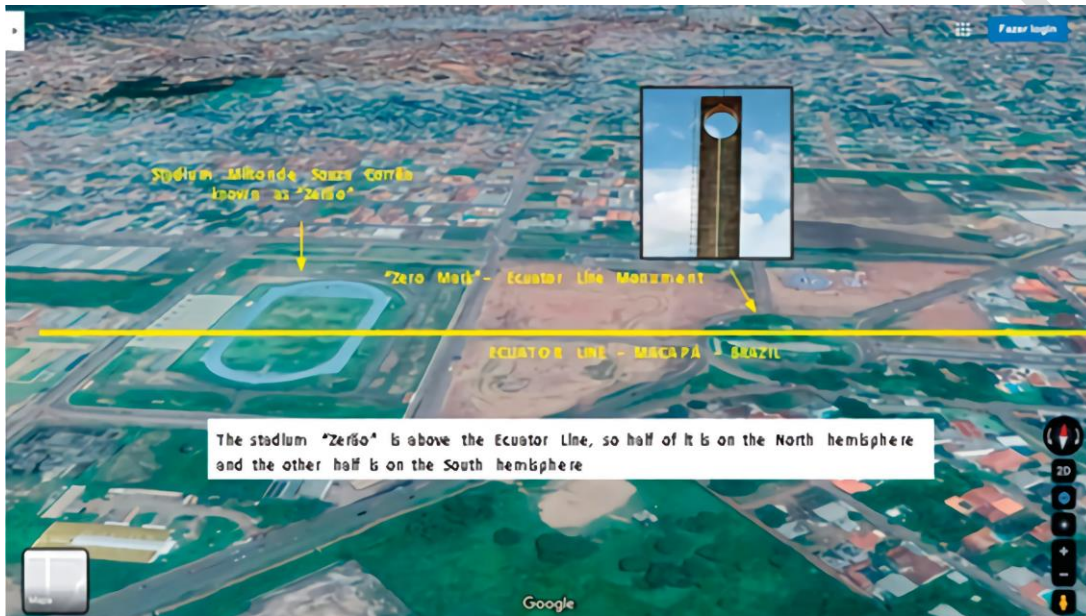 Fazer login
Stadium Souza Corrêa
known as "Zerão"
"Zero Mark" - Ecuator Line Monument
ECUATOR LINE - MACAPÁ - BRAZIL
The stadium "Zerão" is above the Ecuator Line, so half of it is on the North hemisphere
and the other half is on the South hemisphere
2D
Mapa
Google